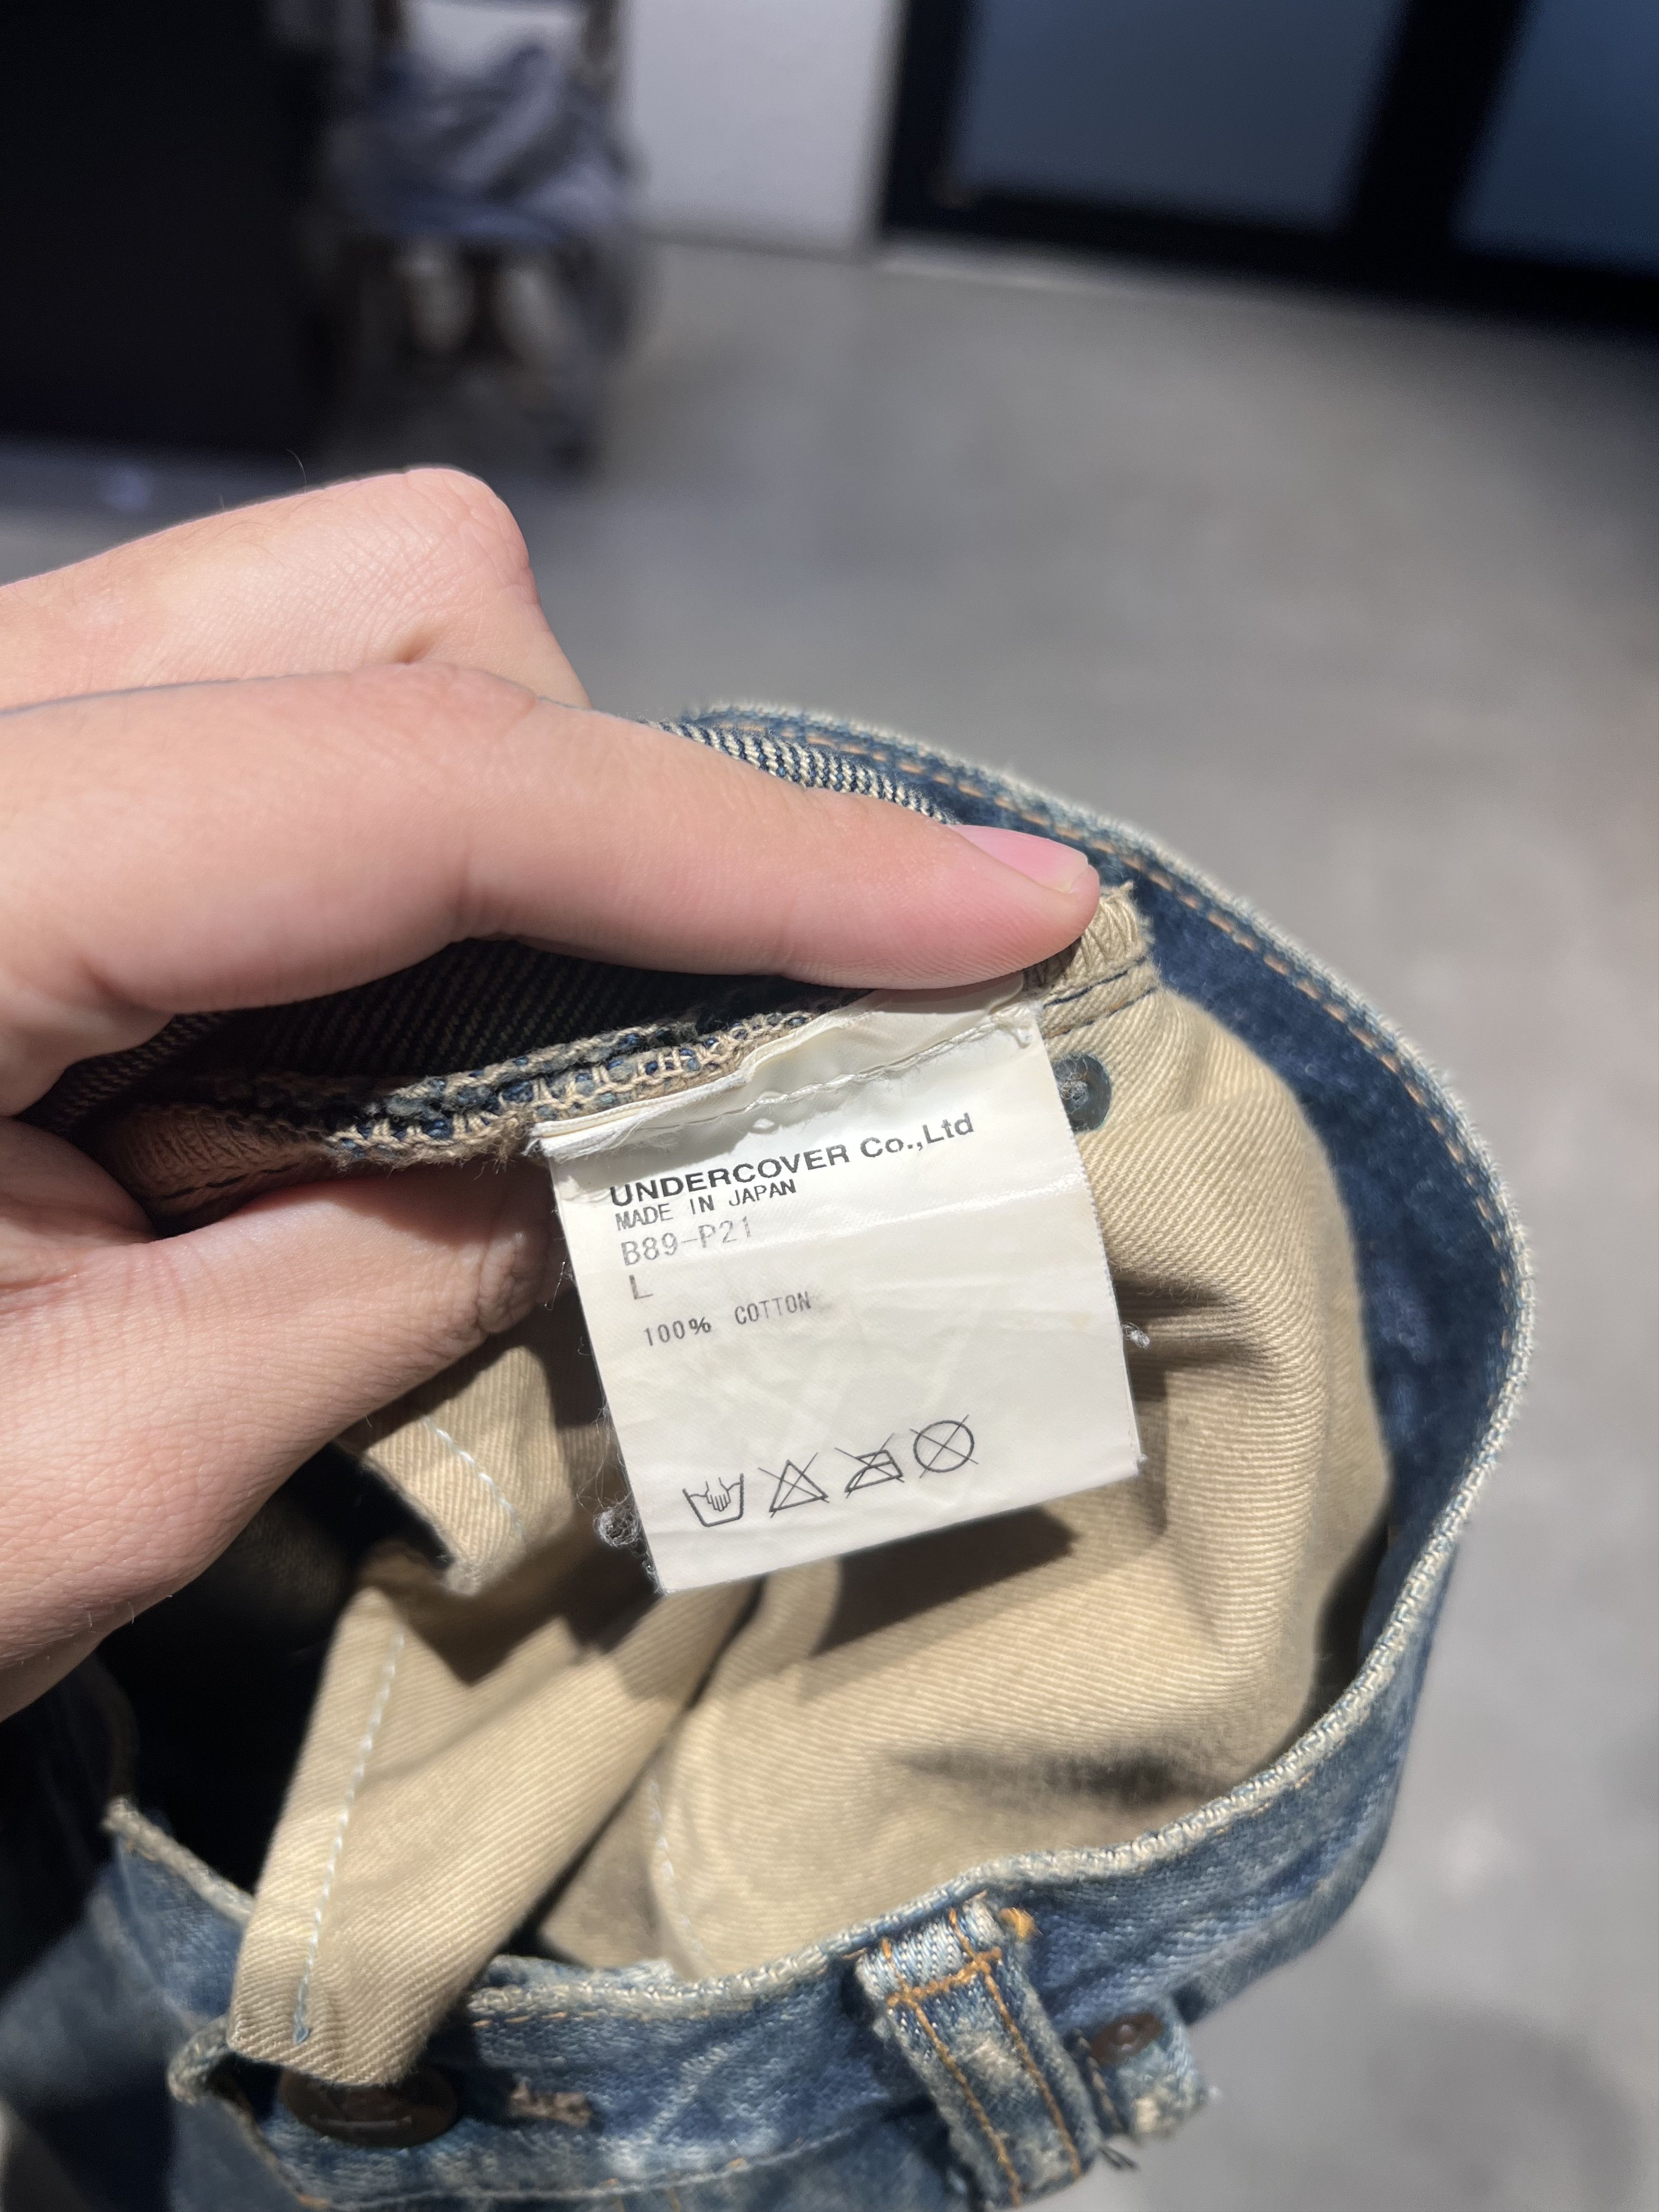 UNDERCOVER Co.,Ltd
MADE IN JAPAN
B89-P21
L
100% COTTON